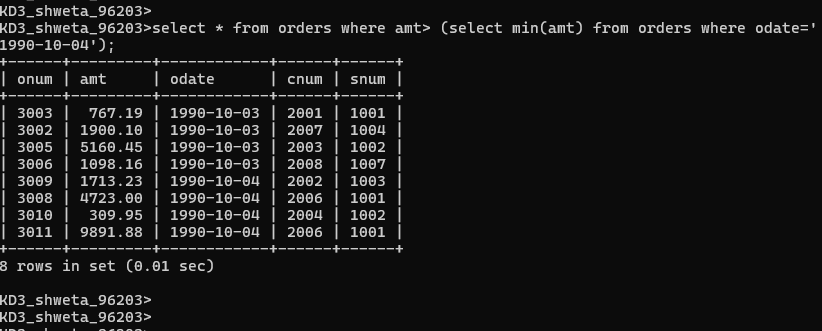 KD3_shweta_96203>
KD3_shweta_96203>select * from orders where amt> (select min(amt) from orders where odate='
1990-10-04');
+------+---------+------------+------+------+
| onum | amt     | odate      | cnum | snum |
+------+---------+------------+------+------+
| 3003 |  767.19 | 1990-10-03 | 2001 | 1001 |
| 3002 | 1900.10 | 1990-10-03 | 2007 | 1004 |
| 3005 | 5160.45 | 1990-10-03 | 2003 | 1002 |
| 3006 | 1098.16 | 1990-10-03 | 2008 | 1007 |
| 3009 | 1713.23 | 1990-10-04 | 2002 | 1003 |
| 3008 | 4723.00 | 1990-10-04 | 2006 | 1001 |
| 3010 |  309.95 | 1990-10-04 | 2004 | 1002 |
| 3011 | 9891.88 | 1990-10-04 | 2006 | 1001 |
+------+---------+------------+------+------+
8 rows in set (0.01 sec)
KD3_shweta_96203>
KD3_shweta_96203>